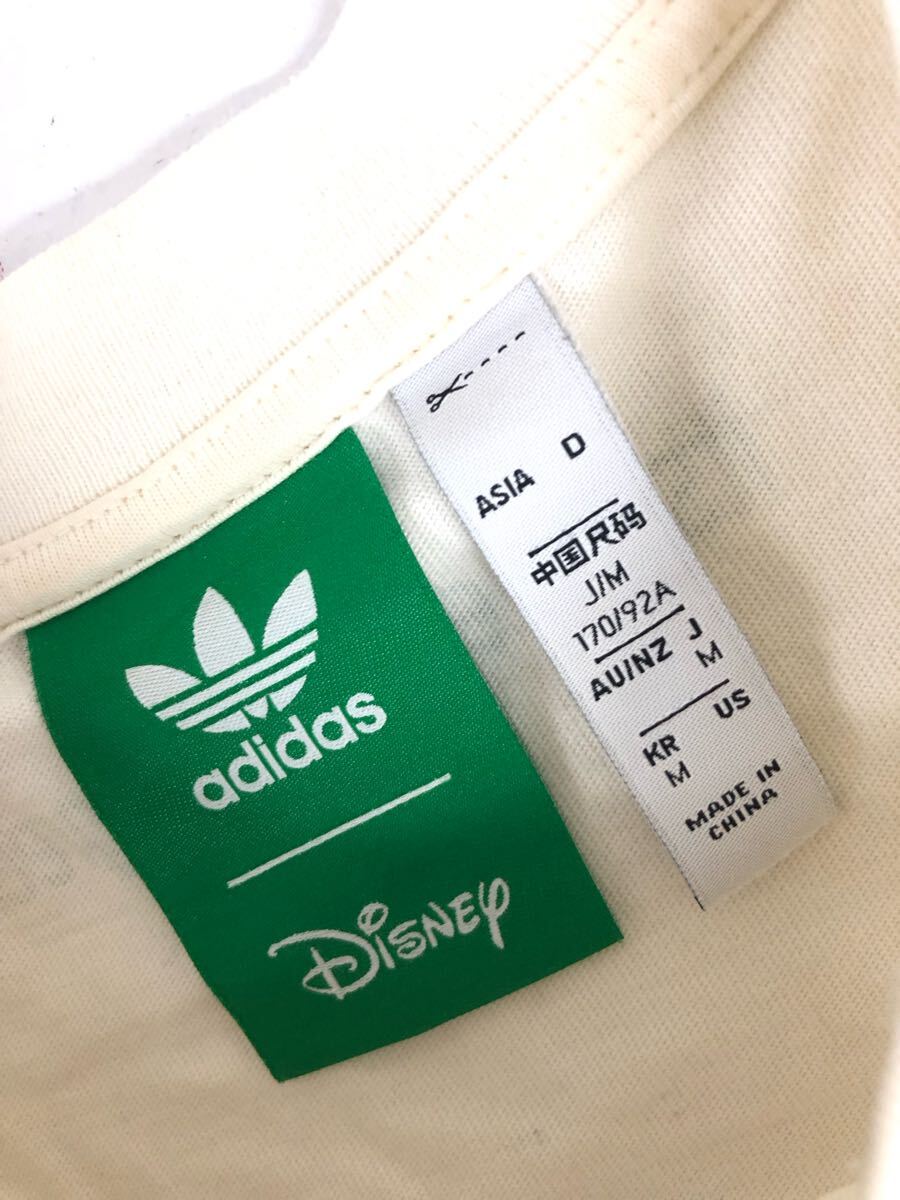 adidas
Disney
ASIA D
中国尺码
J/M
170/92A
AU/NZ J
M
KR US
M
MADE IN
CHINA